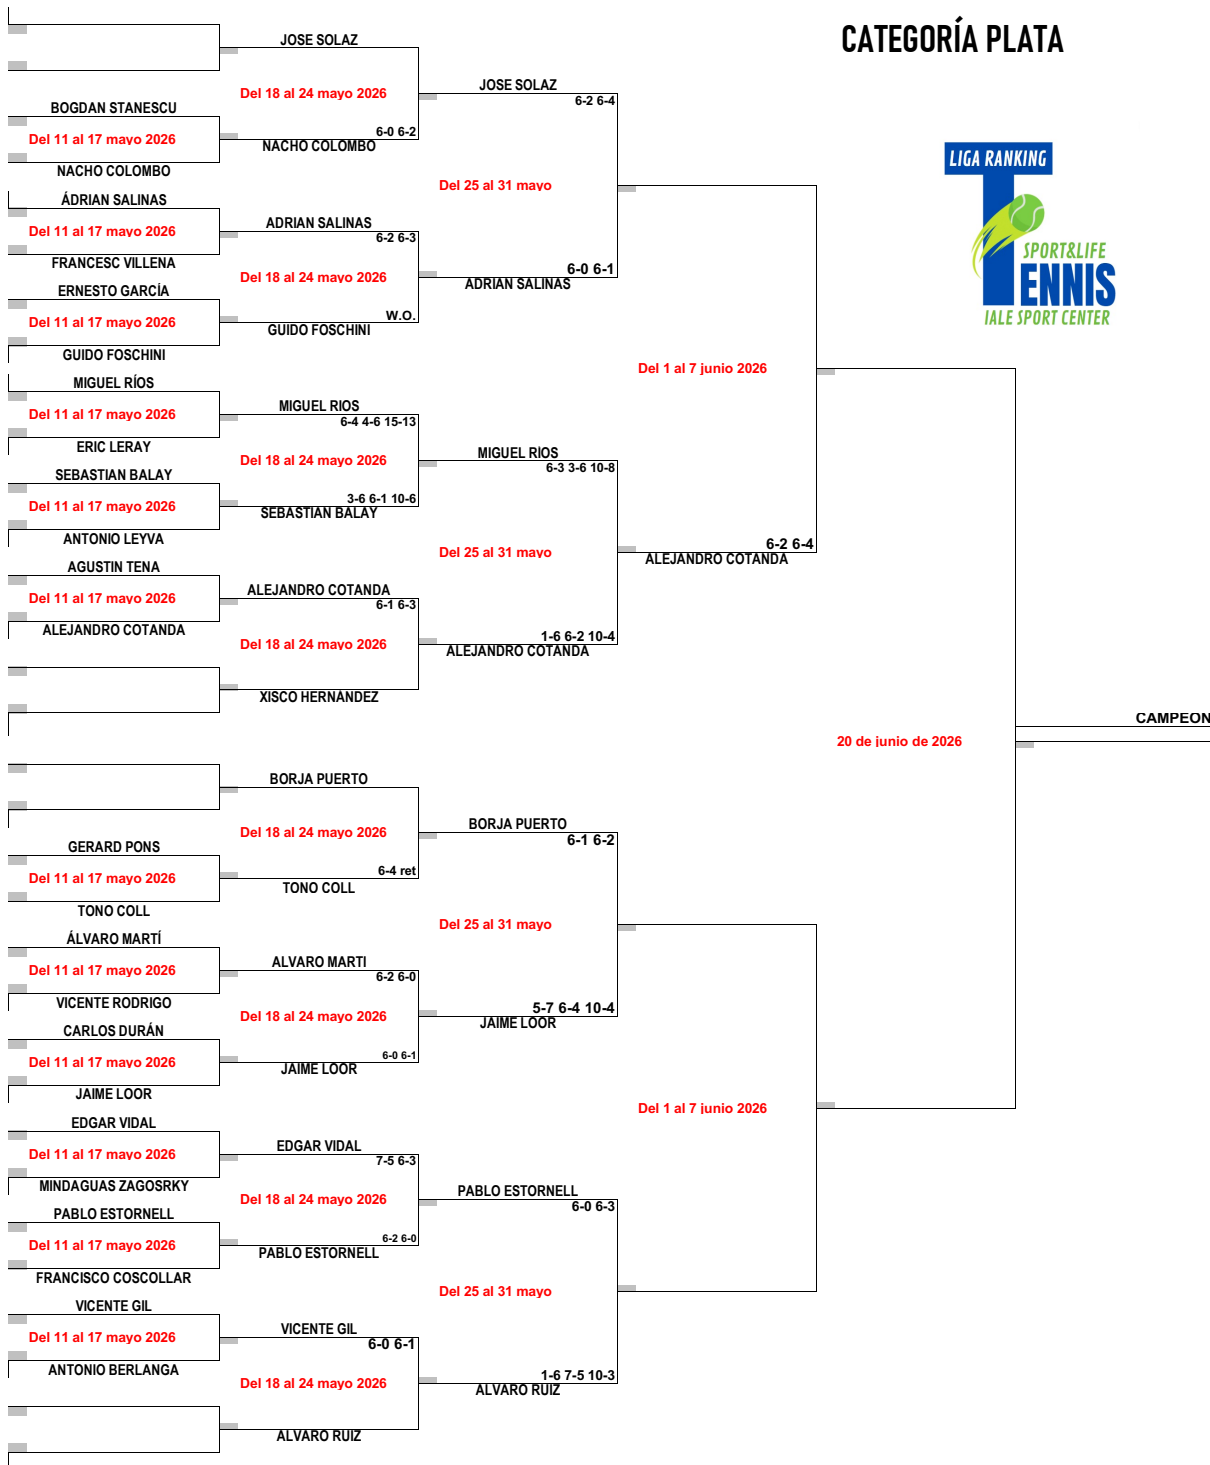 CATEGORÍA PLATA
LIGA RANKING
T
SPORT&LIFE
ENNIS
IALE SPORT CENTER
JOSE SOLAZ
Del 18 al 24 mayo 2026
JOSE SOLAZ
6-2 6-4
BOGDAN STANESCU
Del 11 al 17 mayo 2026
6-0 6-2
NACHO COLOMBO
NACHO COLOMBO
Del 25 al 31 mayo
ÁDRIAN SALINAS
Del 11 al 17 mayo 2026
ADRIAN SALINAS
6-2 6-3
FRANCESC VILLENA
Del 18 al 24 mayo 2026
6-0 6-1
ADRIAN SALINAS
ERNESTO GARCÍA
Del 11 al 17 mayo 2026
W.O.
GUIDO FOSCHINI
GUIDO FOSCHINI
Del 1 al 7 junio 2026
MIGUEL RÍOS
Del 11 al 17 mayo 2026
MIGUEL RIOS
6-4 4-6 15-13
ERIC LERAY
Del 18 al 24 mayo 2026
MIGUEL RIOS
6-3 3-6 10-8
SEBASTIAN BALAY
Del 11 al 17 mayo 2026
3-6 6-1 10-6
SEBASTIAN BALAY
ANTONIO LEYVA
Del 25 al 31 mayo
6-2 6-4
ALEJANDRO COTANDA
AGUSTIN TENA
Del 11 al 17 mayo 2026
ALEJANDRO COTANDA
6-1 6-3
ALEJANDRO COTANDA
Del 18 al 24 mayo 2026
1-6 6-2 10-4
ALEJANDRO COTANDA
XISCO HERNANDEZ
CAMPEON
20 de junio de 2026
BORJA PUERTO
Del 18 al 24 mayo 2026
BORJA PUERTO
6-1 6-2
GERARD PONS
Del 11 al 17 mayo 2026
6-4 ret
TONO COLL
TONO COLL
Del 25 al 31 mayo
ÁLVARO MARTÍ
Del 11 al 17 mayo 2026
ALVARO MARTI
6-2 6-0
VICENTE RODRIGO
Del 18 al 24 mayo 2026
5-7 6-4 10-4
JAIME LOOR
CARLOS DURÁN
Del 11 al 17 mayo 2026
6-0 6-1
JAIME LOOR
JAIME LOOR
Del 1 al 7 junio 2026
EDGAR VIDAL
Del 11 al 17 mayo 2026
EDGAR VIDAL
7-5 6-3
MINDAGUAS ZAGOSRKY
Del 18 al 24 mayo 2026
PABLO ESTORNELL
6-0 6-3
PABLO ESTORNELL
Del 11 al 17 mayo 2026
6-2 6-0
PABLO ESTORNELL
FRANCISCO COSCOLLAR
Del 25 al 31 mayo
VICENTE GIL
Del 11 al 17 mayo 2026
VICENTE GIL
6-0 6-1
ANTONIO BERLANGA
Del 18 al 24 mayo 2026
1-6 7-5 10-3
ALVARO RUIZ
ALVARO RUIZ